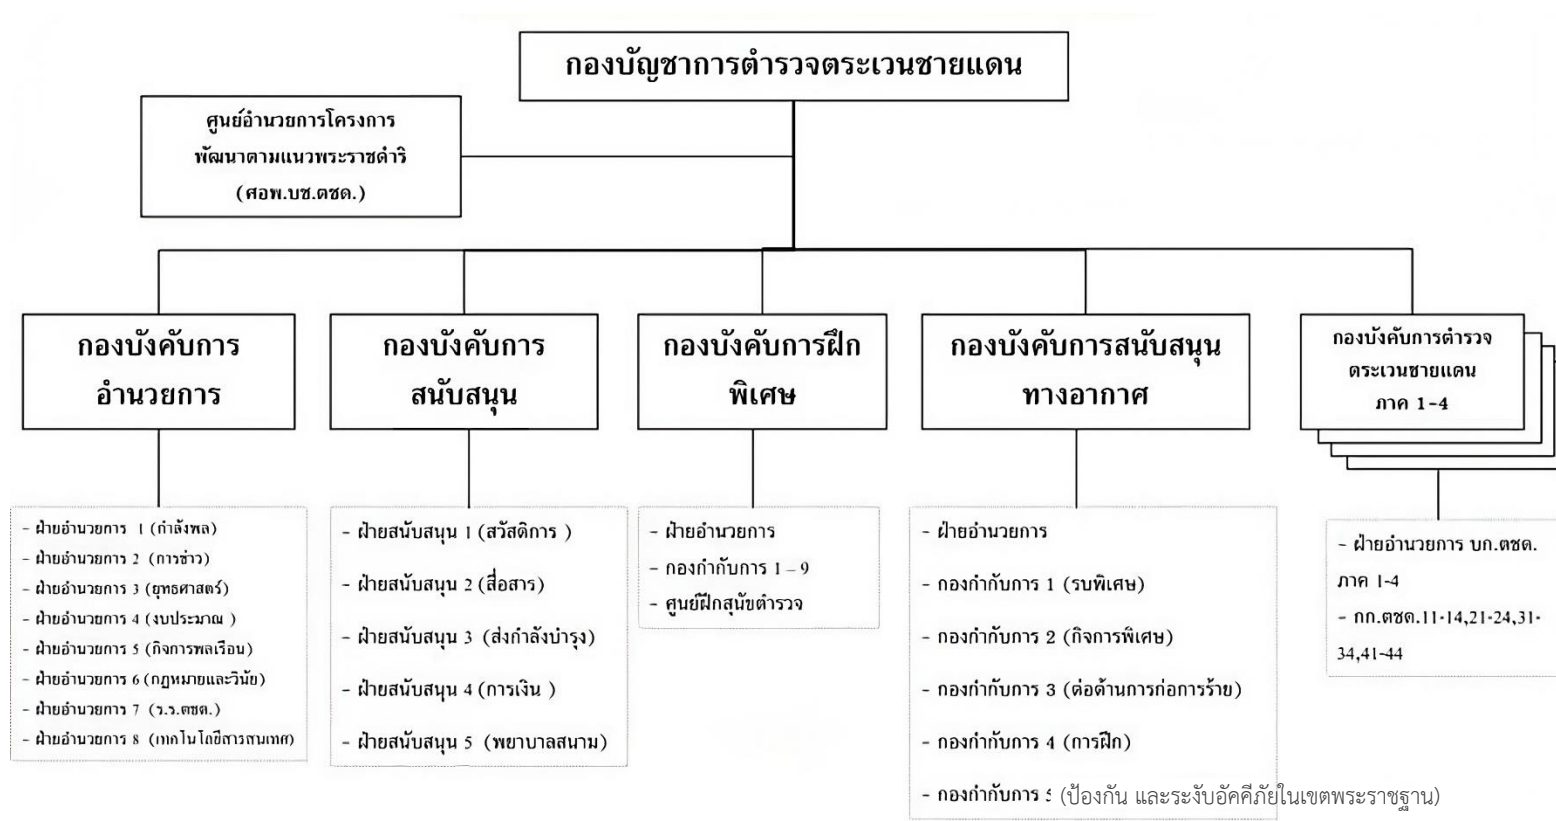 กองบัญชาการตำรวจตระเวนชายแดน
ศูนย์อำนวยการโครงการ
พัฒนาตามแนวพระราชดำริ
(ศอพ.บช.ตชด.)
กองบังคับการ
อำนวยการ
กองบังคับการ
สนับสนุน
กองบังคับการฝึก
พิเศษ
กองบังคับการสนับสนุน
ทางอากาศ
กองบังคับการตำรวจ
ตระเวนชายแดน
ภาค 1-4
- ฝ่ายอำนวยการ 1 (กำลังพล)
- ฝ่ายอำนวยการ 2 (การข่าว)
- ฝ่ายอำนวยการ 3 (ยุทธศาสตร์)
- ฝ่ายอำนวยการ 4 (งบประมาณ )
- ฝ่ายอำนวยการ 5 (กิจการพลเรือน)
- ฝ่ายอำนวยการ 6 (กฎหมายและวินัย)
- ฝ่ายอำนวยการ 7 (ร.ร.ตชด.)
- ฝ่ายอำนวยการ 8 (เทคโนโลยีสารสนเทศ)
- ฝ่ายสนับสนุน 1 (สวัสดิการ )
- ฝ่ายสนับสนุน 2 (สื่อสาร)
- ฝ่ายสนับสนุน 3 (ส่งกำลังบำรุง)
- ฝ่ายสนับสนุน 4 (การเงิน )
- ฝ่ายสนับสนุน 5 (พยาบาลสนาม)
- ฝ่ายอำนวยการ
- กองกำกับการ 1 – 9
- ศูนย์ฝึกสุนัขตำรวจ
- ฝ่ายอำนวยการ
- กองกำกับการ 1 (รบพิเศษ)
- กองกำกับการ 2 (กิจการพิเศษ)
- กองกำกับการ 3 (ต่อต้านการก่อการร้าย)
- กองกำกับการ 4 (การฝึก)
- กองกำกับการ 5 (ป้องกัน และระงับอัคคีภัยในเขตพระราชฐาน)
- ฝ่ายอำนวยการ บก.ตชด.
ภาค 1-4
- กก.ตชด.11-14,21-24,31-
34,41-44